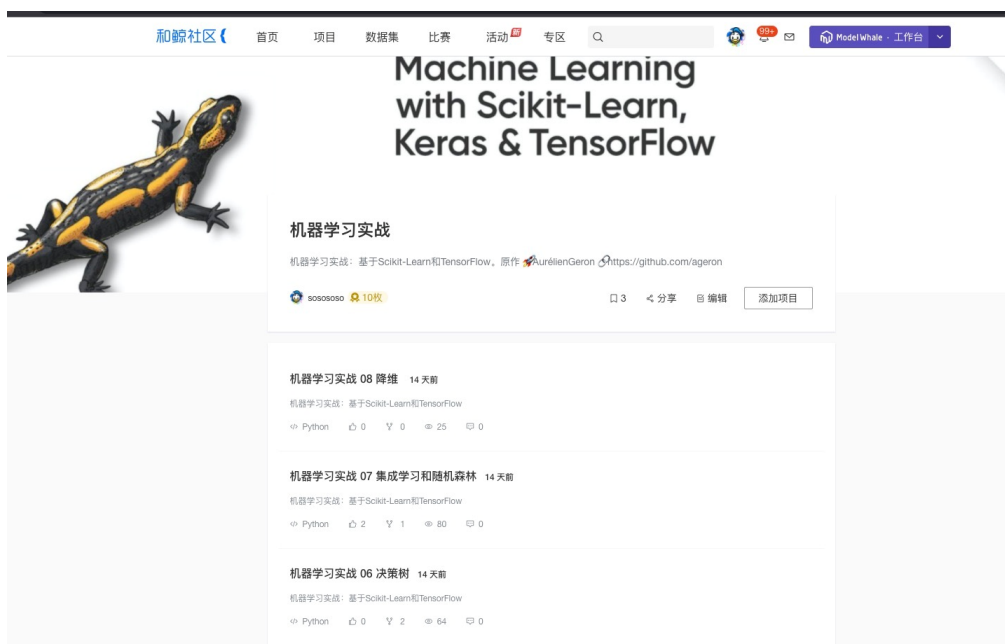 和鲸社区
首页 项目 数据集 比赛 活动 新 专区 99+ ModelWhale · 工作台
Machine Learning
with Scikit-Learn,
Keras & TensorFlow
机器学习实战
机器学习实战：基于Scikit-Learn和TensorFlow。原作 🚀AurélienGeron 🔗https://github.com/ageron
sosososo 10枚 3 分享 编辑 添加项目
机器学习实战 08 降维 14 天前
机器学习实战：基于Scikit-Learn和TensorFlow
Python 0 0 25 0
机器学习实战 07 集成学习和随机森林 14 天前
机器学习实战：基于Scikit-Learn和TensorFlow
Python 2 1 80 0
机器学习实战 06 决策树 14 天前
机器学习实战：基于Scikit-Learn和TensorFlow
Python 0 2 64 0